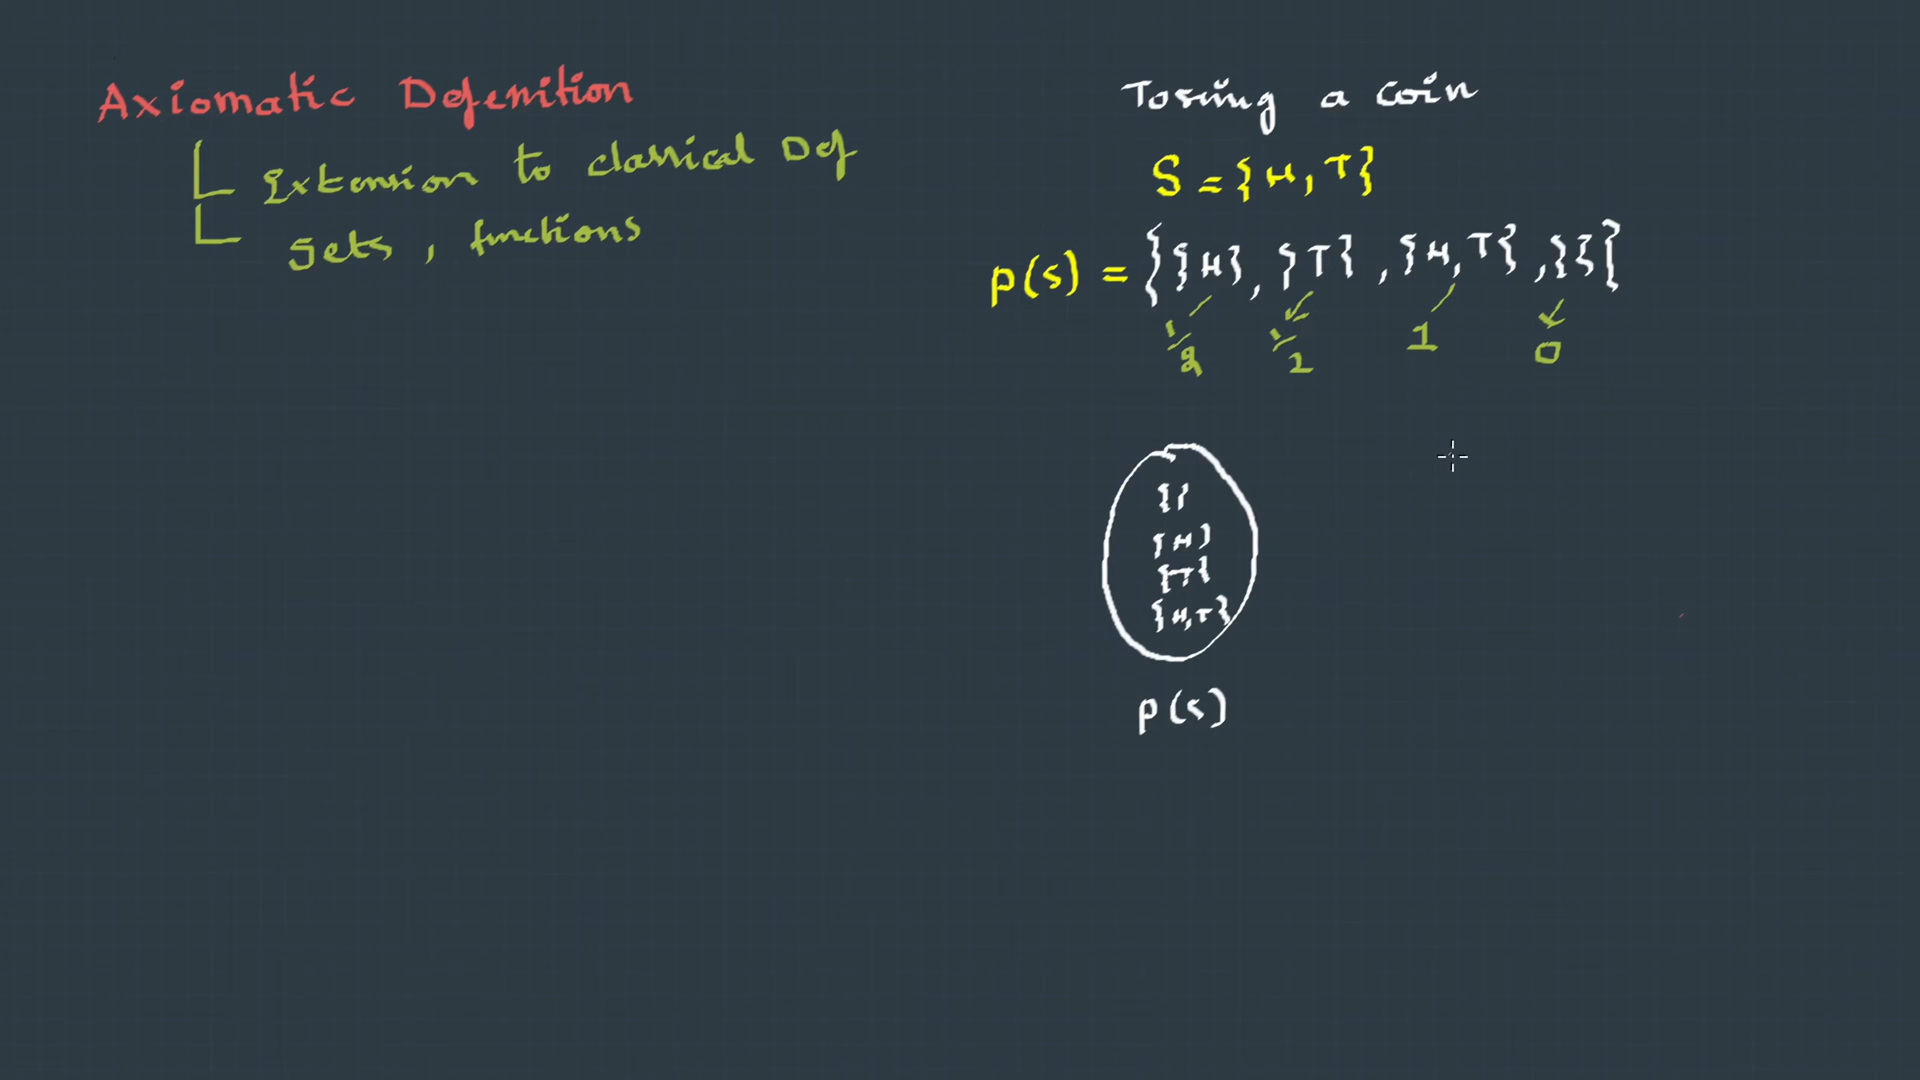 Axiomatic Defenition
Extension to classical Def
Sets, functions
Tossing a coin
S = {H, T}
P(S) = {{H}, {T}, {H, T}, {}}
1/2 1/2 1 0
{}
{H}
{T}
{H,T}
P(S)